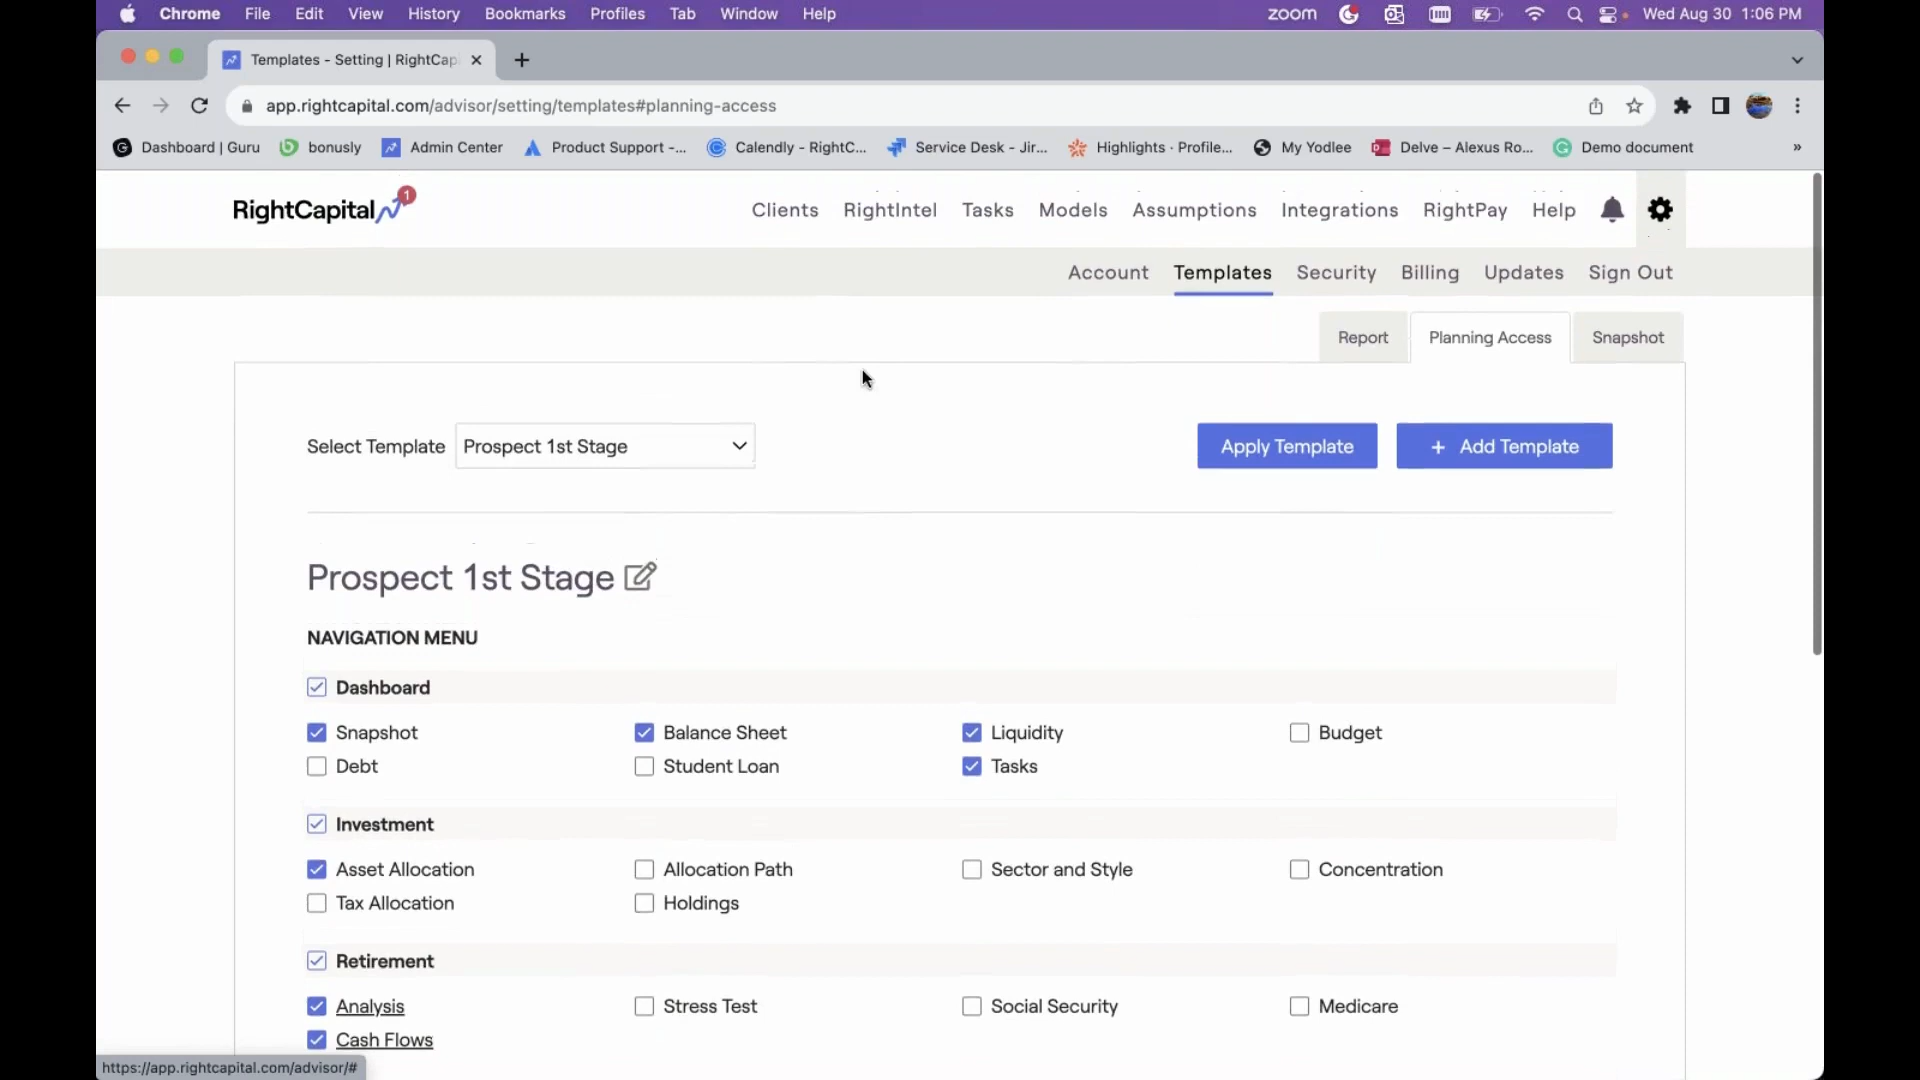 Chrome File Edit View History Bookmarks Profiles Tab Window Help zoom Wed Aug 30 1:06 PM
Templates - Setting | RightCap
app.rightcapital.com/advisor/setting/templates#planning-access
Dashboard | Guru bonusly Admin Center Product Support -... Calendly - RightC... Service Desk - Jir... Highlights · Profile... My Yodlee Delve – Alexus Ro... Demo document »
RightCapital 1 Clients RightIntel Tasks Models Assumptions Integrations RightPay Help
Account Templates Security Billing Updates Sign Out
Report Planning Access Snapshot
Select Template Prospect 1st Stage Apply Template + Add Template
Prospect 1st Stage
NAVIGATION MENU
Dashboard
Snapshot Balance Sheet Liquidity Budget
Debt Student Loan Tasks
Investment
Asset Allocation Allocation Path Sector and Style Concentration
Tax Allocation Holdings
Retirement
Analysis Stress Test Social Security Medicare
Cash Flows
https://app.rightcapital.com/advisor/#